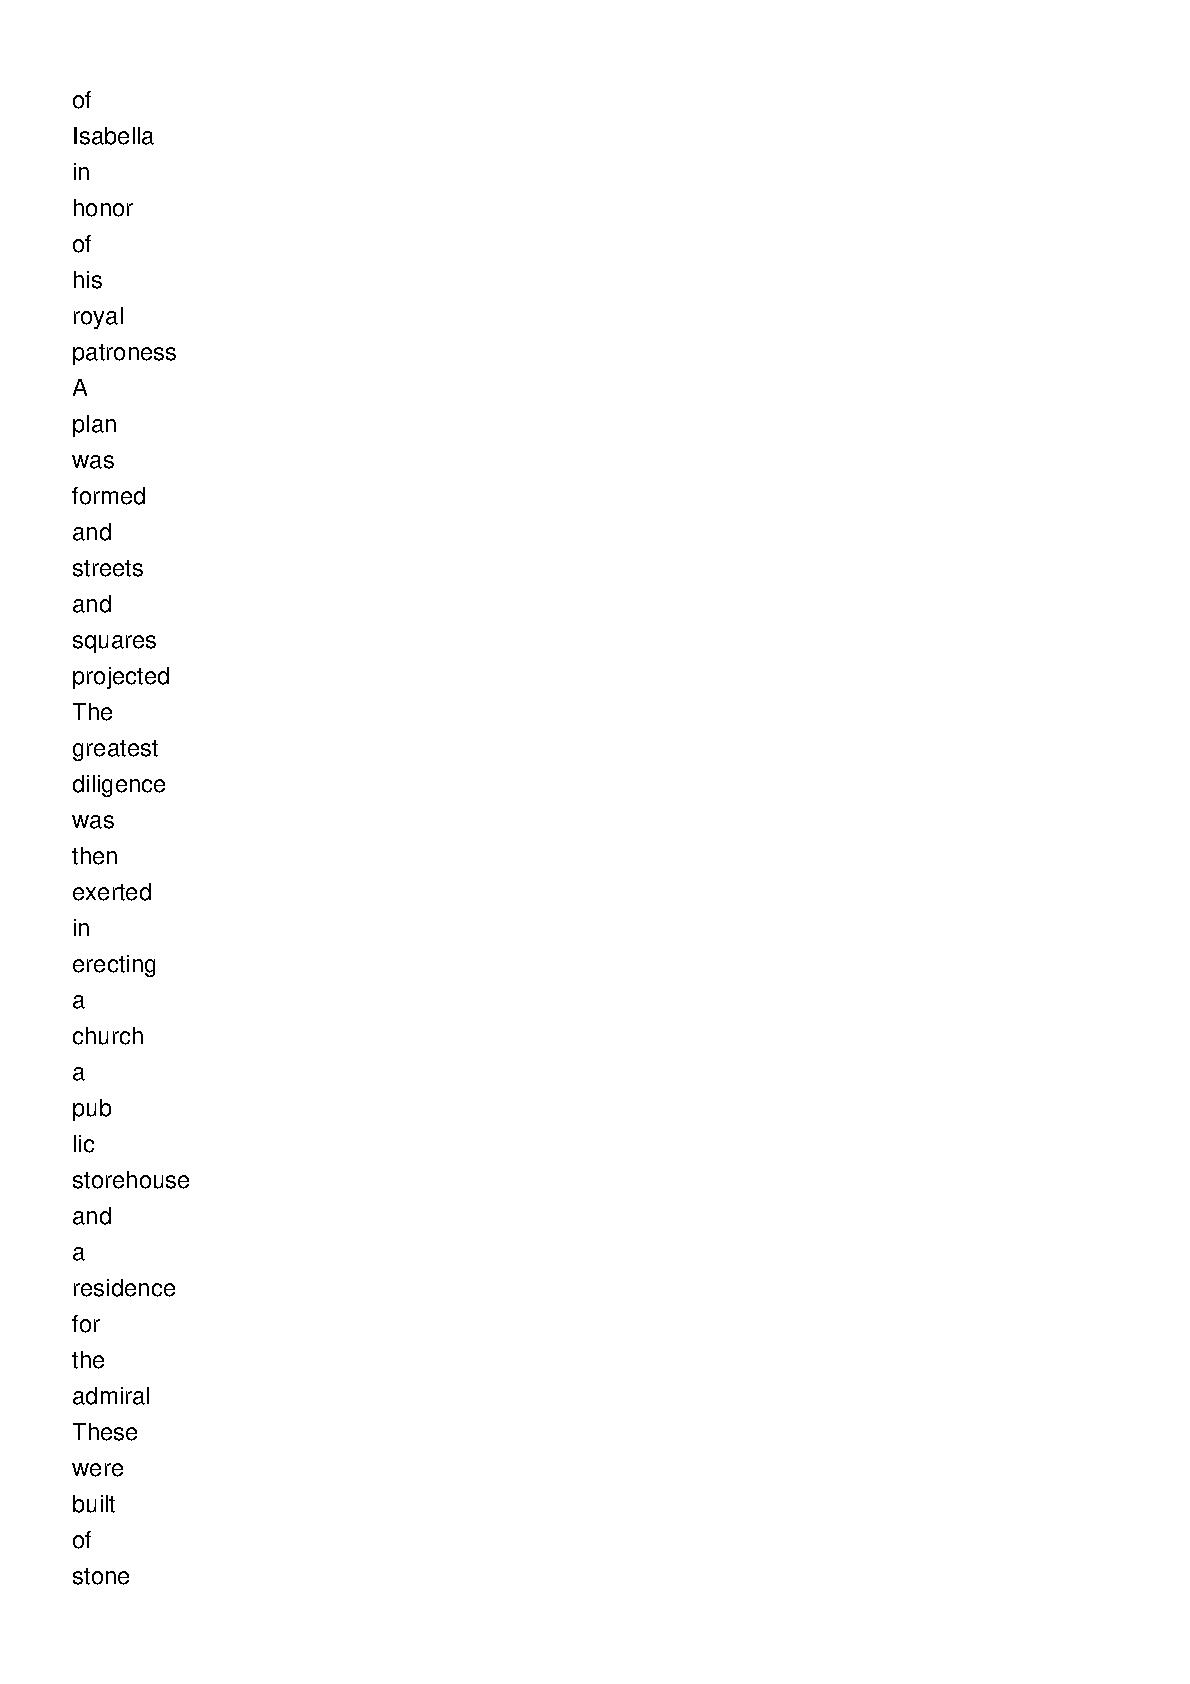 of
Isabella
in
honor
of
his
royal
patroness
A
plan
was
formed
and
streets
and
squares
projected
The
greatest
diligence
was
then
exerted
in
erecting
a
church
a
pub
lic
storehouse
and
a
residence
for
the
admiral
These
were
built
of
stone